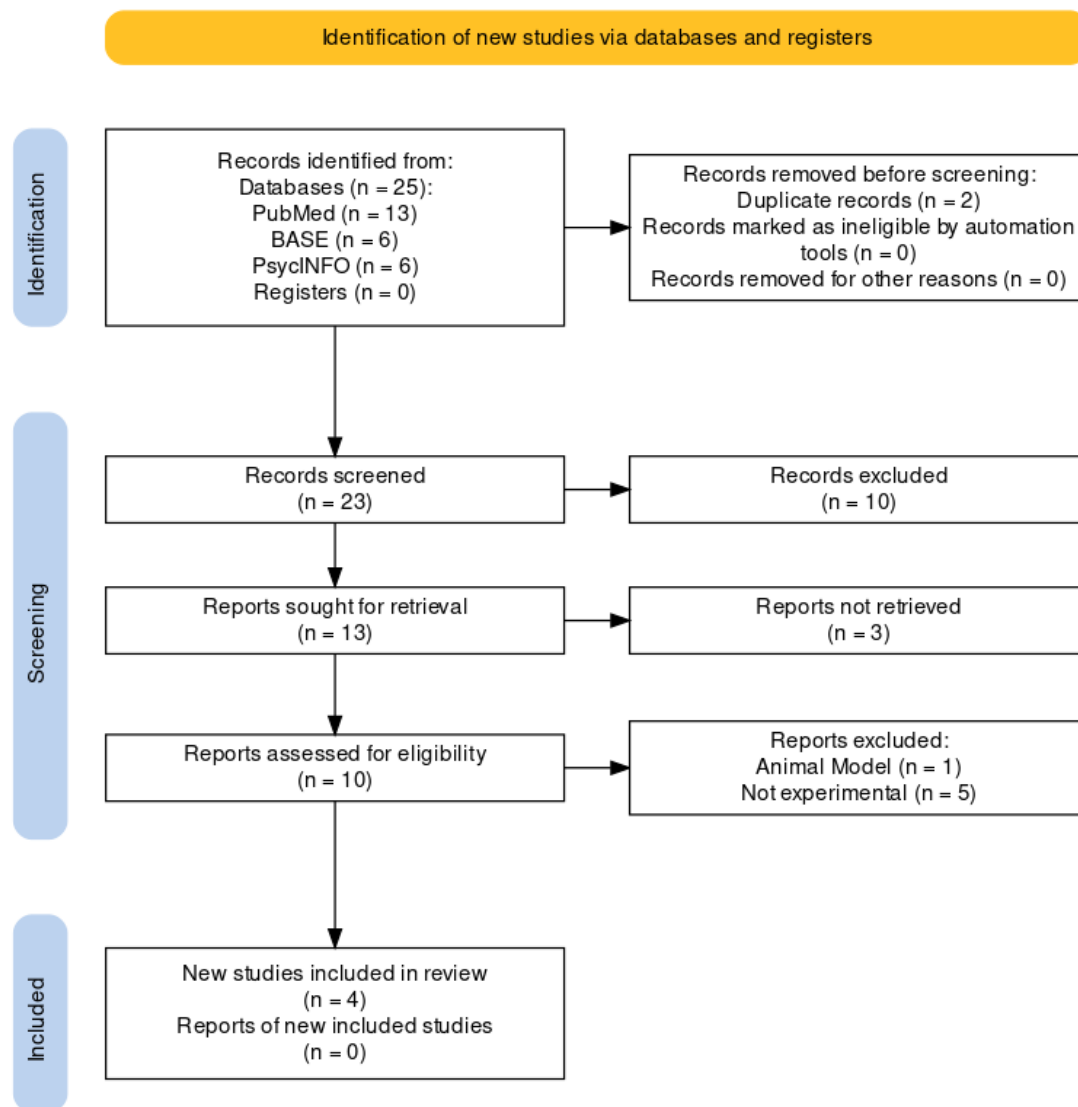 Identification of new studies via databases and registers
Identification
Records identified from:
Databases (n = 25):
PubMed (n = 13)
BASE (n = 6)
PsycINFO (n = 6)
Registers (n = 0)
Records removed before screening:
Duplicate records (n = 2)
Records marked as ineligible by automation
tools (n = 0)
Records removed for other reasons (n = 0)
Screening
Records screened
(n = 23)
Records excluded
(n = 10)
Reports sought for retrieval
(n = 13)
Reports not retrieved
(n = 3)
Reports assessed for eligibility
(n = 10)
Reports excluded:
Animal Model (n = 1)
Not experimental (n = 5)
Included
New studies included in review
(n = 4)
Reports of new included studies
(n = 0)